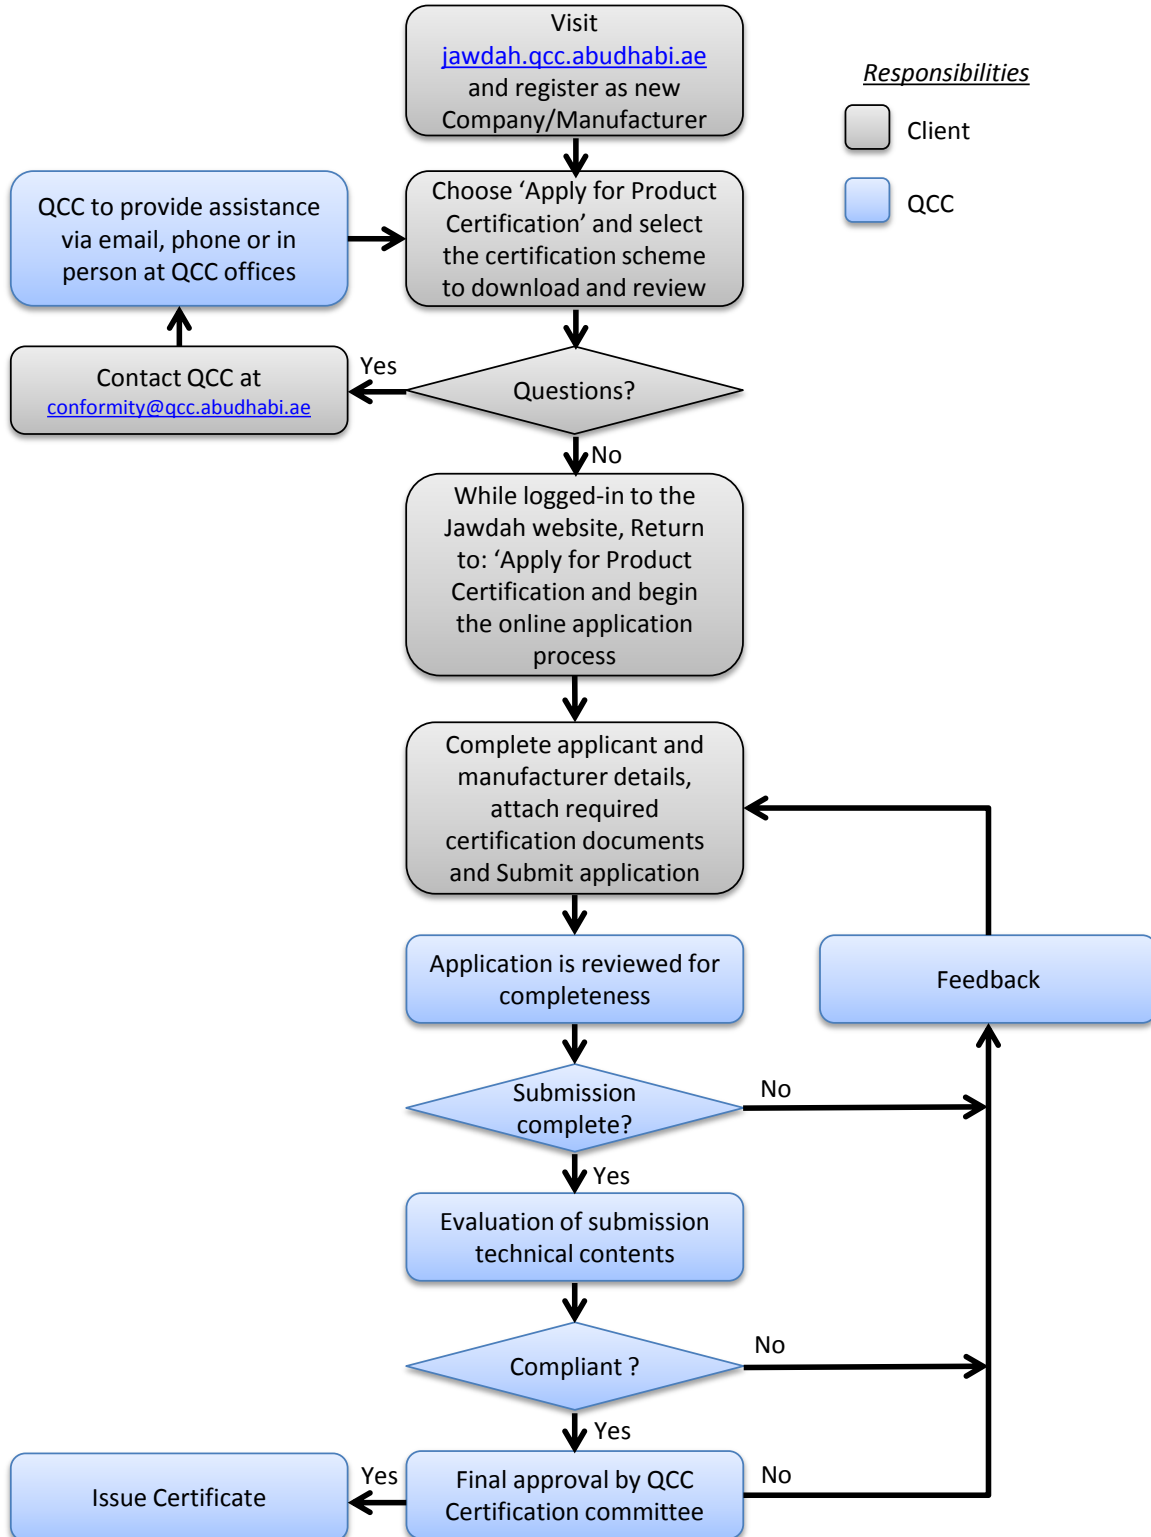 Visit
jawdah.qcc.abudhabi.ae
and register as new
Company/Manufacturer
Responsibilities
Client
QCC
QCC to provide assistance
via email, phone or in
person at QCC offices
Choose ‘Apply for Product
Certification’ and select
the certification scheme
to download and review
Contact QCC at
conformity@qcc.abudhabi.ae
Yes
Questions?
No
While logged-in to the
Jawdah website, Return
to: ‘Apply for Product
Certification and begin
the online application
process
Complete applicant and
manufacturer details,
attach required
certification documents
and Submit application
Application is reviewed for
completeness
Feedback
Submission
complete?
No
Yes
Evaluation of submission
technical contents
Compliant ?
No
Yes
Issue Certificate
Yes
Final approval by QCC
Certification committee
No